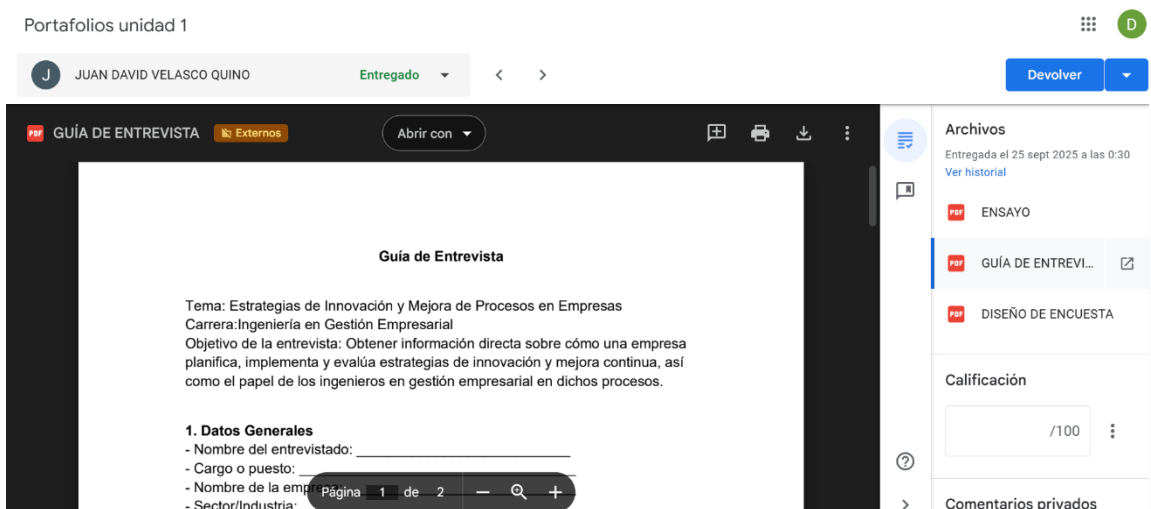 Portafolios unidad 1
D
J JUAN DAVID VELASCO QUINO Entregado
Devolver
PDF GUÍA DE ENTREVISTA Externos
Abrir con
Archivos
Entregada el 25 sept 2025 a las 0:30
Ver historial
PDF ENSAYO
PDF GUÍA DE ENTREVI...
PDF DISEÑO DE ENCUESTA
Calificación
/100
Comentarios privados
Guía de Entrevista
Tema: Estrategias de Innovación y Mejora de Procesos en Empresas
Carrera:Ingeniería en Gestión Empresarial
Objetivo de la entrevista: Obtener información directa sobre cómo una empresa
planifica, implementa y evalúa estrategias de innovación y mejora continua, así
como el papel de los ingenieros en gestión empresarial en dichos procesos.
1. Datos Generales
- Nombre del entrevistado: ____________________________
- Cargo o puesto: ____________________________________
- Nombre de la
- Sector/Industria:
Página 1 de 2